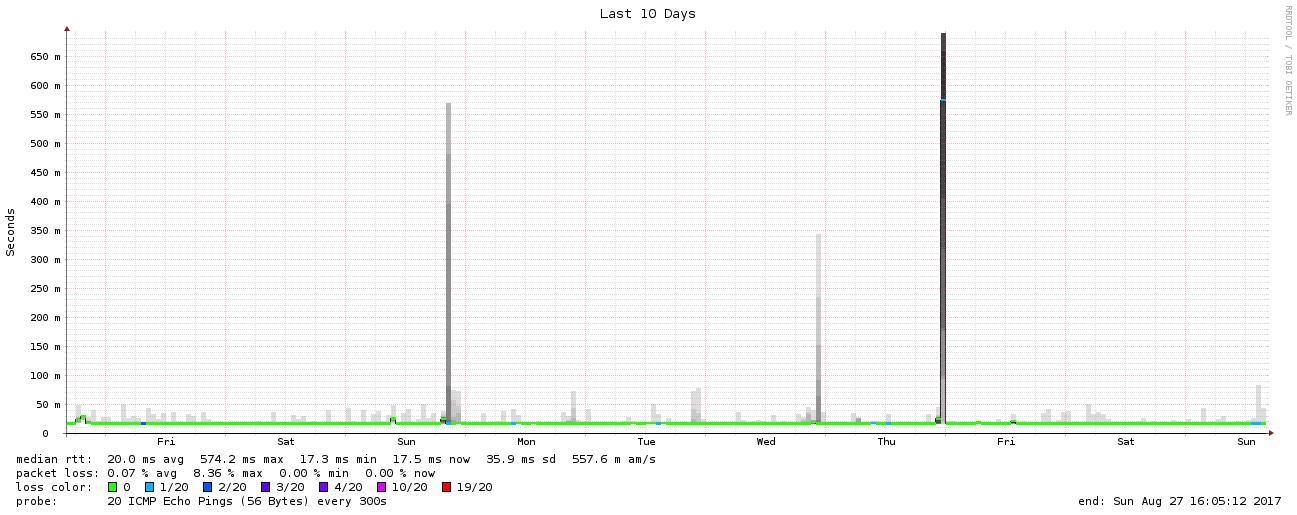 Last 10 Days
RRDTOOL / TOBI OETIKER
Seconds
650 m
600 m
550 m
500 m
450 m
400 m
350 m
300 m
250 m
200 m
150 m
100 m
50 m
0
Fri Sat Sun Mon Tue Wed Thu Fri Sat Sun
median rtt: 20.0 ms avg 574.2 ms max 17.3 ms min 17.5 ms now 35.9 ms sd 557.6 m am/s
packet loss: 0.07 % avg 8.36 % max 0.00 % min 0.00 % now
loss color: 0 1/20 2/20 3/20 4/20 10/20 19/20
probe: 20 ICMP Echo Pings (56 Bytes) every 300s end: Sun Aug 27 16:05:12 2017